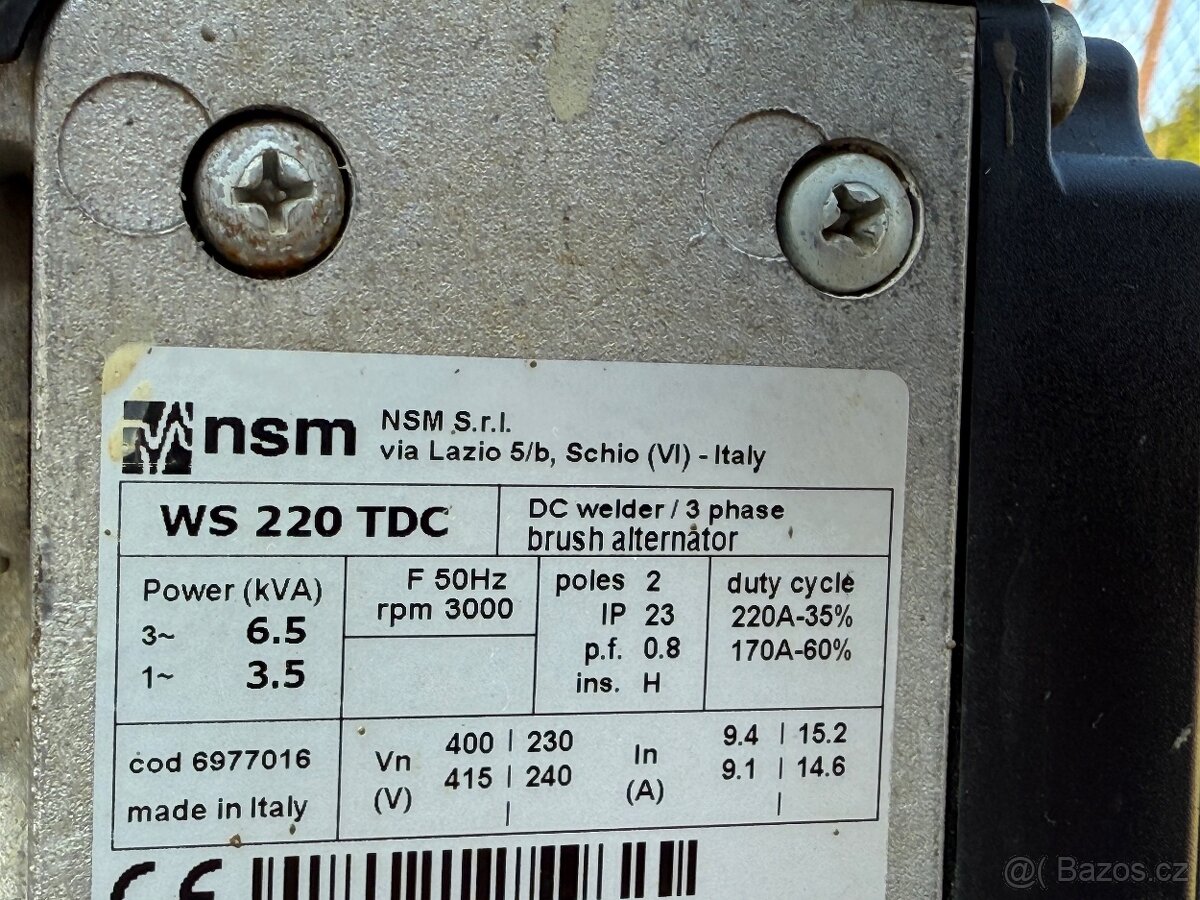 nsm
NSM S.r.l.
via Lazio 5/b, Schio (VI) - Italy
WS 220 TDC
DC welder / 3 phase
brush alternator
Power (kVA)
3~ 6.5
1~ 3.5
F 50Hz
rpm 3000
poles 2
IP 23
p.f. 0.8
ins. H
duty cycle
220A-35%
170A-60%
cod 6977016
made in Italy
Vn
(V)
400 | 230
415 | 240
|
In
(A)
9.4 | 15.2
9.1 | 14.6
|
CE
@( Bazos.cz